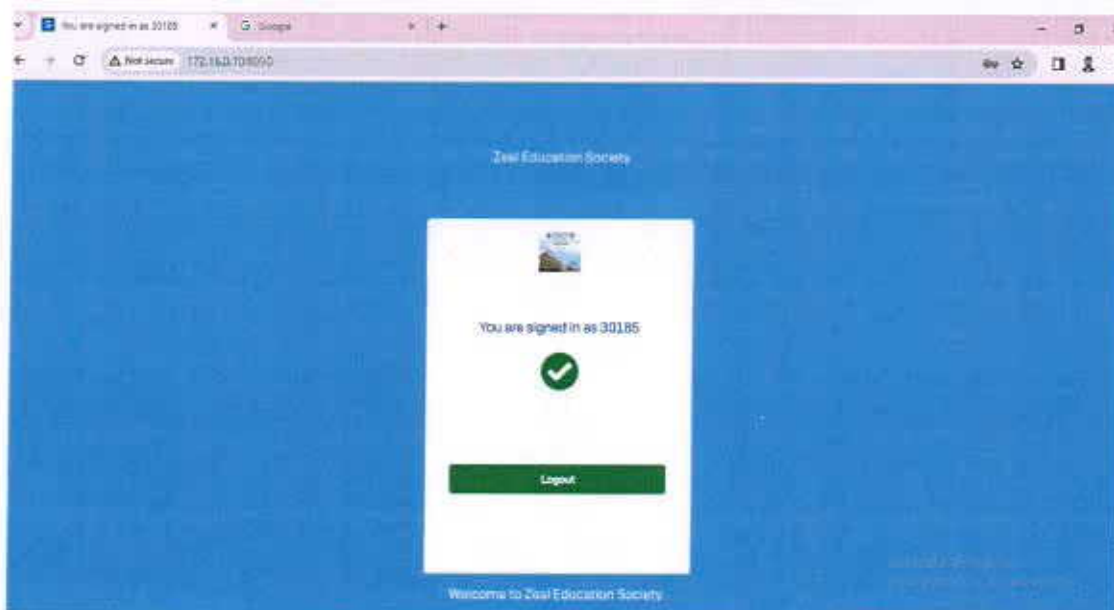 You are signed in as 30185
Google
Not secure
Zeal Education Society
You are signed in as 30185
Logout
Welcome to Zeal Education Society